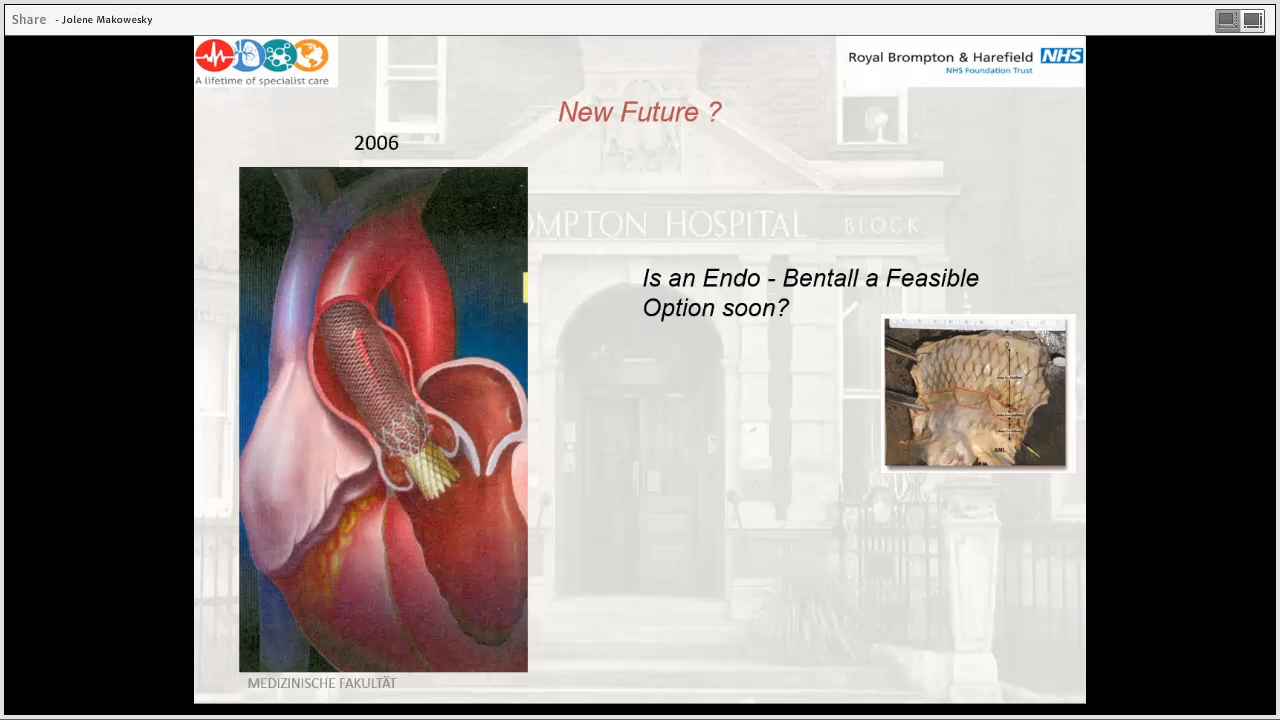 Share - Jolene Makowesky
A lifetime of specialist care
Royal Brompton & Harefield NHS
NHS Foundation Trust
New Future ?
2006
OMPTON HOSPITAL BLOCK
Is an Endo - Bentall a Feasible
Option soon?
AML
MEDIZINISCHE FAKULTÄT